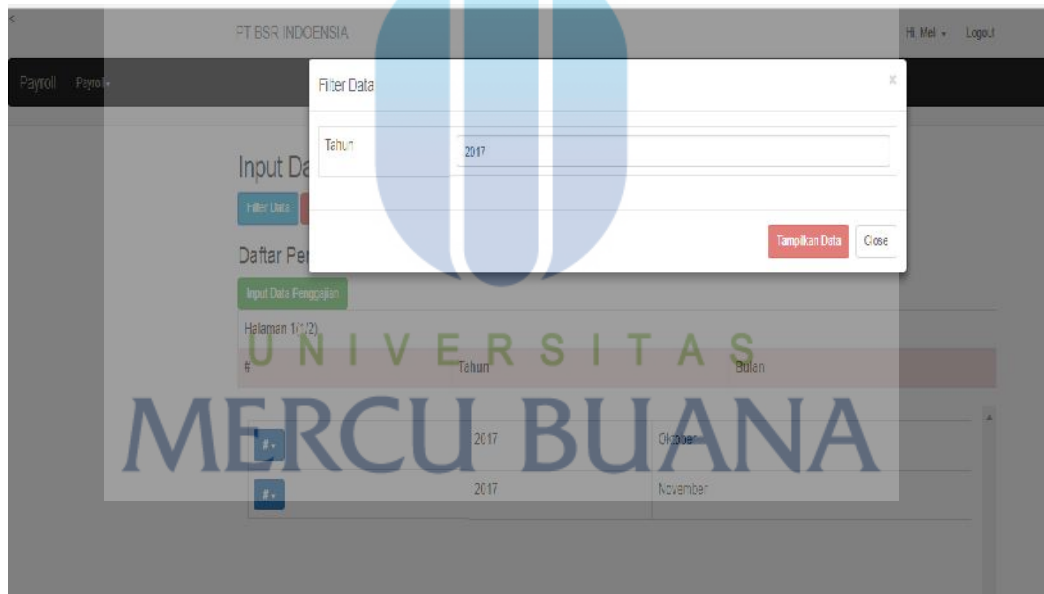 <
PT BSR INDOENSIA
Hi, Mel
Logout
Payroll
Payroll
Filter Data
x
Tahun
2017
Input Da
Filter Data
Tampilkan Data
Close
Daftar Pe
Input Data Penggajian
Halaman 1(1/2)
UNIVERSITAS
# Tahun Bulan
MERCU BUANA
# 2017 Oktober
# 2017 November